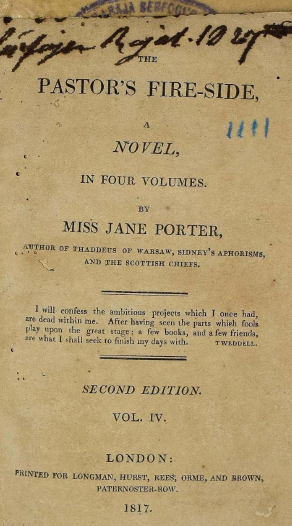 THE
PASTOR'S FIRE-SIDE,
A
NOVEL,
1111
IN FOUR VOLUMES.
BY
MISS JANE PORTER,
AUTHOR OF THADDEUS OF WARSAW, SIDNEY'S APHORISMS,
AND THE SCOTTISH CHIEFS.
I will confess the ambitious projects which I once had,
are dead within me. After having seen the parts which fools
play upon the great stage; a few books, and a few friends,
are what I shall seek to finish my days with. TWEDDELL.
SECOND EDITION.
VOL. IV.
LONDON:
PRINTED FOR LONGMAN, HURST, REES, ORME, AND BROWN,
PATERNOSTER-ROW.
1817.